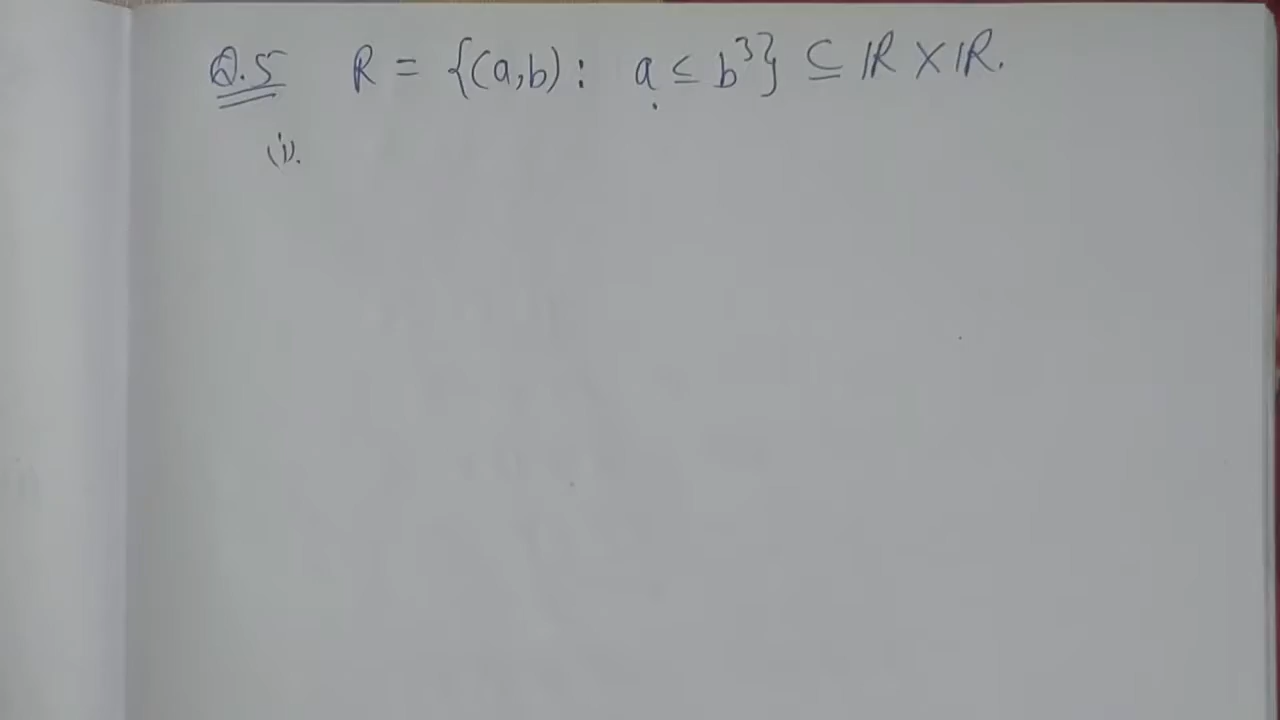 Q.5 R = {(a,b) : a ≤ b³} ⊆ ℝ × ℝ.
(i).